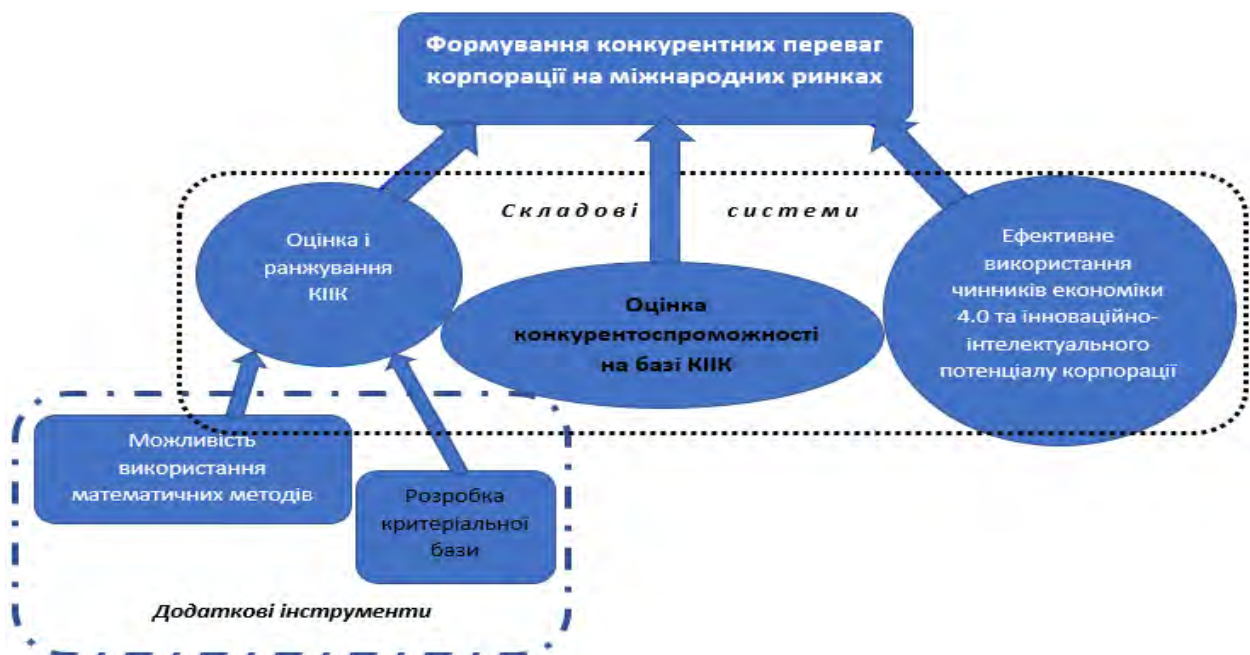 Формування конкурентних переваг
корпорації на міжнародних ринках
Складові системи
Оцінка і
ранжування
КІІК
Оцінка
конкурентоспроможності
на базі КІІК
Ефективне
використання
чинників економіки
4.0 та інноваційно-
інтелектуального
потенціалу корпорації
Можливість
використання
математичних методів
Розробка
критеріальної
бази
Додаткові інструменти